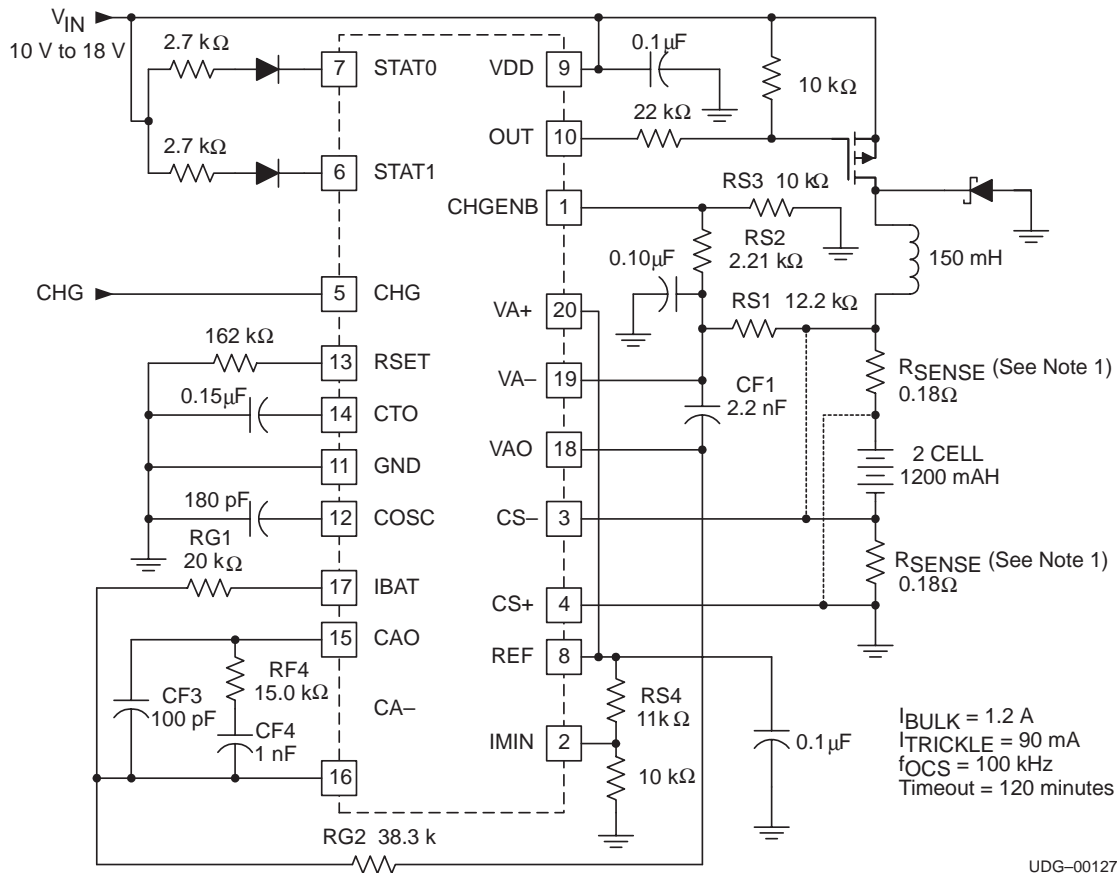 VIN
10 V to 18 V
2.7 kΩ
7
STAT0
2.7 kΩ
6
STAT1
CHG
5
CHG
162 kΩ
13
RSET
0.15μF
14
CTO
11
GND
180 pF
12
COSC
RG1
20 kΩ
17
IBAT
15
CAO
CF3
100 pF
RF4
15.0 kΩ
CF4
1 nF
CA–
16
RG2 38.3 k
VDD
9
0.1μF
OUT
10
22 kΩ
10 kΩ
CHGENB
1
RS3 10 kΩ
RS2
2.21 kΩ
150 mH
0.10μF
VA+
20
RS1 12.2 kΩ
VA–
19
CF1
2.2 nF
RSENSE (See Note 1)
0.18Ω
VAO
18
2 CELL
1200 mAH
CS–
3
RSENSE (See Note 1)
0.18Ω
CS+
4
REF
8
RS4
11k Ω
IMIN
2
10 kΩ
0.1μF
IBULK = 1.2 A
ITRICKLE = 90 mA
fOCS = 100 kHz
Timeout = 120 minutes
UDG–00127